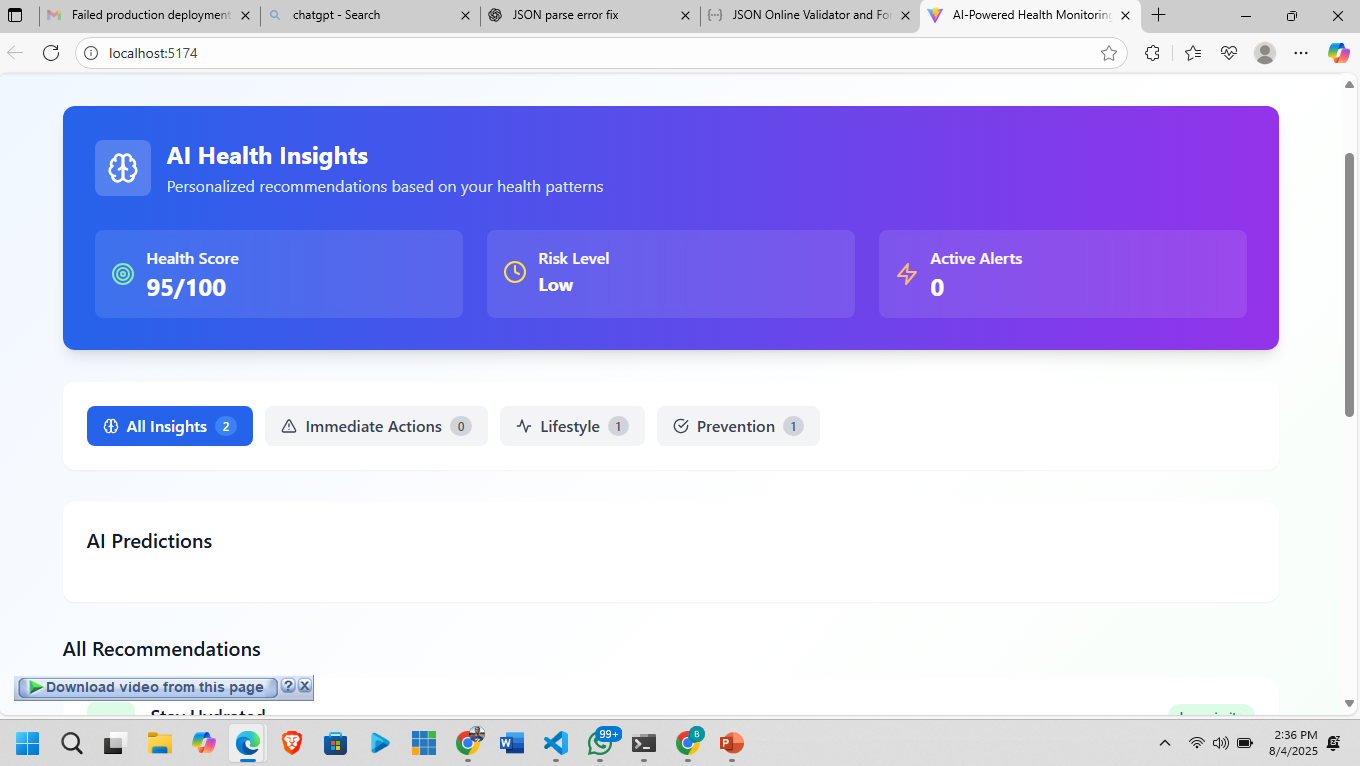 Failed production deployment
chatgpt - Search
JSON parse error fix
JSON Online Validator and Fo
AI-Powered Health Monitoring
localhost:5174
AI Health Insights
Personalized recommendations based on your health patterns
Health Score
95/100
Risk Level
Low
Active Alerts
0
All Insights 2
Immediate Actions 0
Lifestyle 1
Prevention 1
AI Predictions
All Recommendations
Download video from this page
?
X
Stay Hydrated
99+
B
2:36 PM
8/4/2025